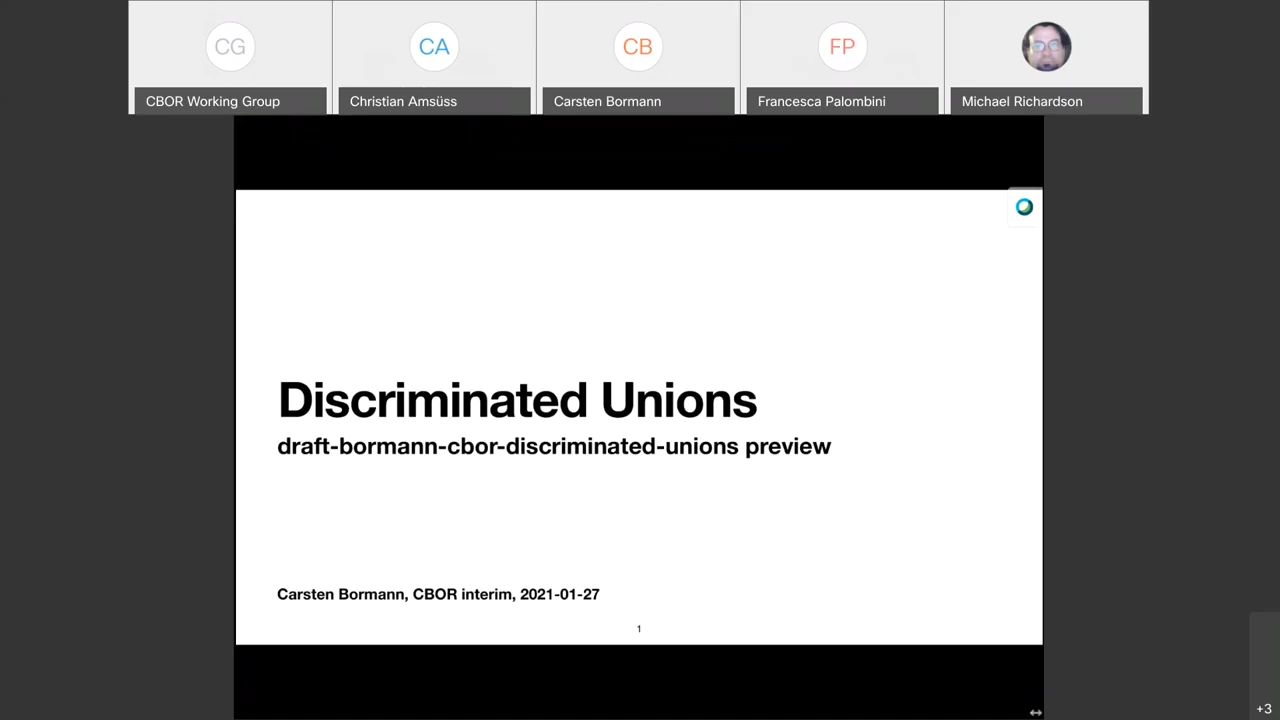 CG
CA
CB
FP
CBOR Working Group
Christian Amsüss
Carsten Bormann
Francesca Palombini
Michael Richardson
Discriminated Unions
draft-bormann-cbor-discriminated-unions preview
Carsten Bormann, CBOR interim, 2021-01-27
1
+3